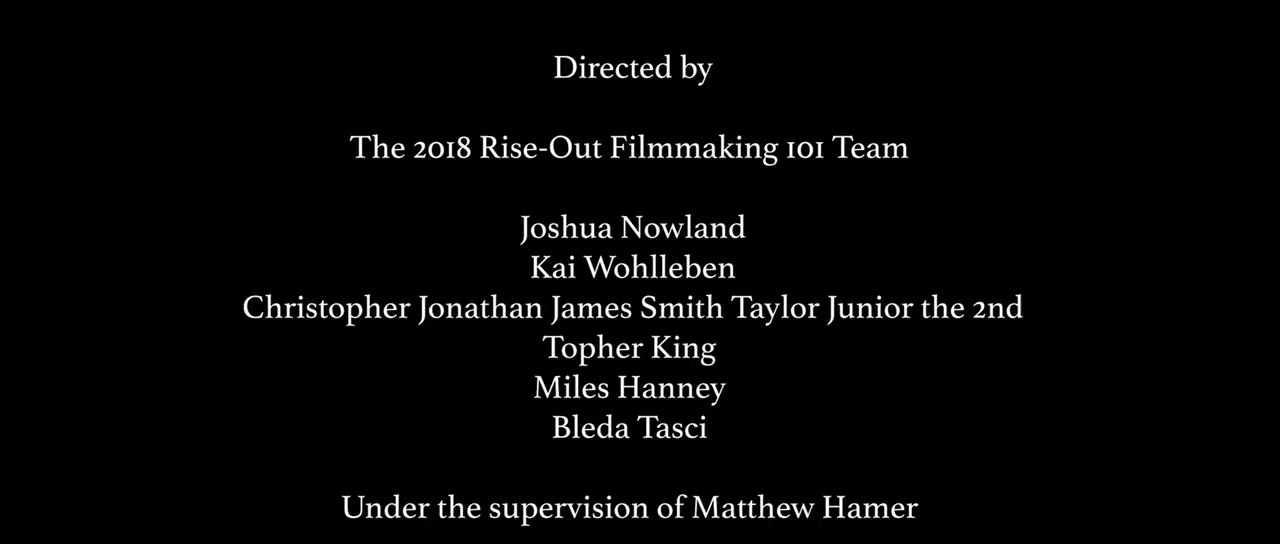 Directed by
The 2018 Rise-Out Filmmaking 101 Team
Joshua Nowland
Kai Wohlleben
Christopher Jonathan James Smith Taylor Junior the 2nd
Topher King
Miles Hanney
Bleda Tasci
Under the supervision of Matthew Hamer